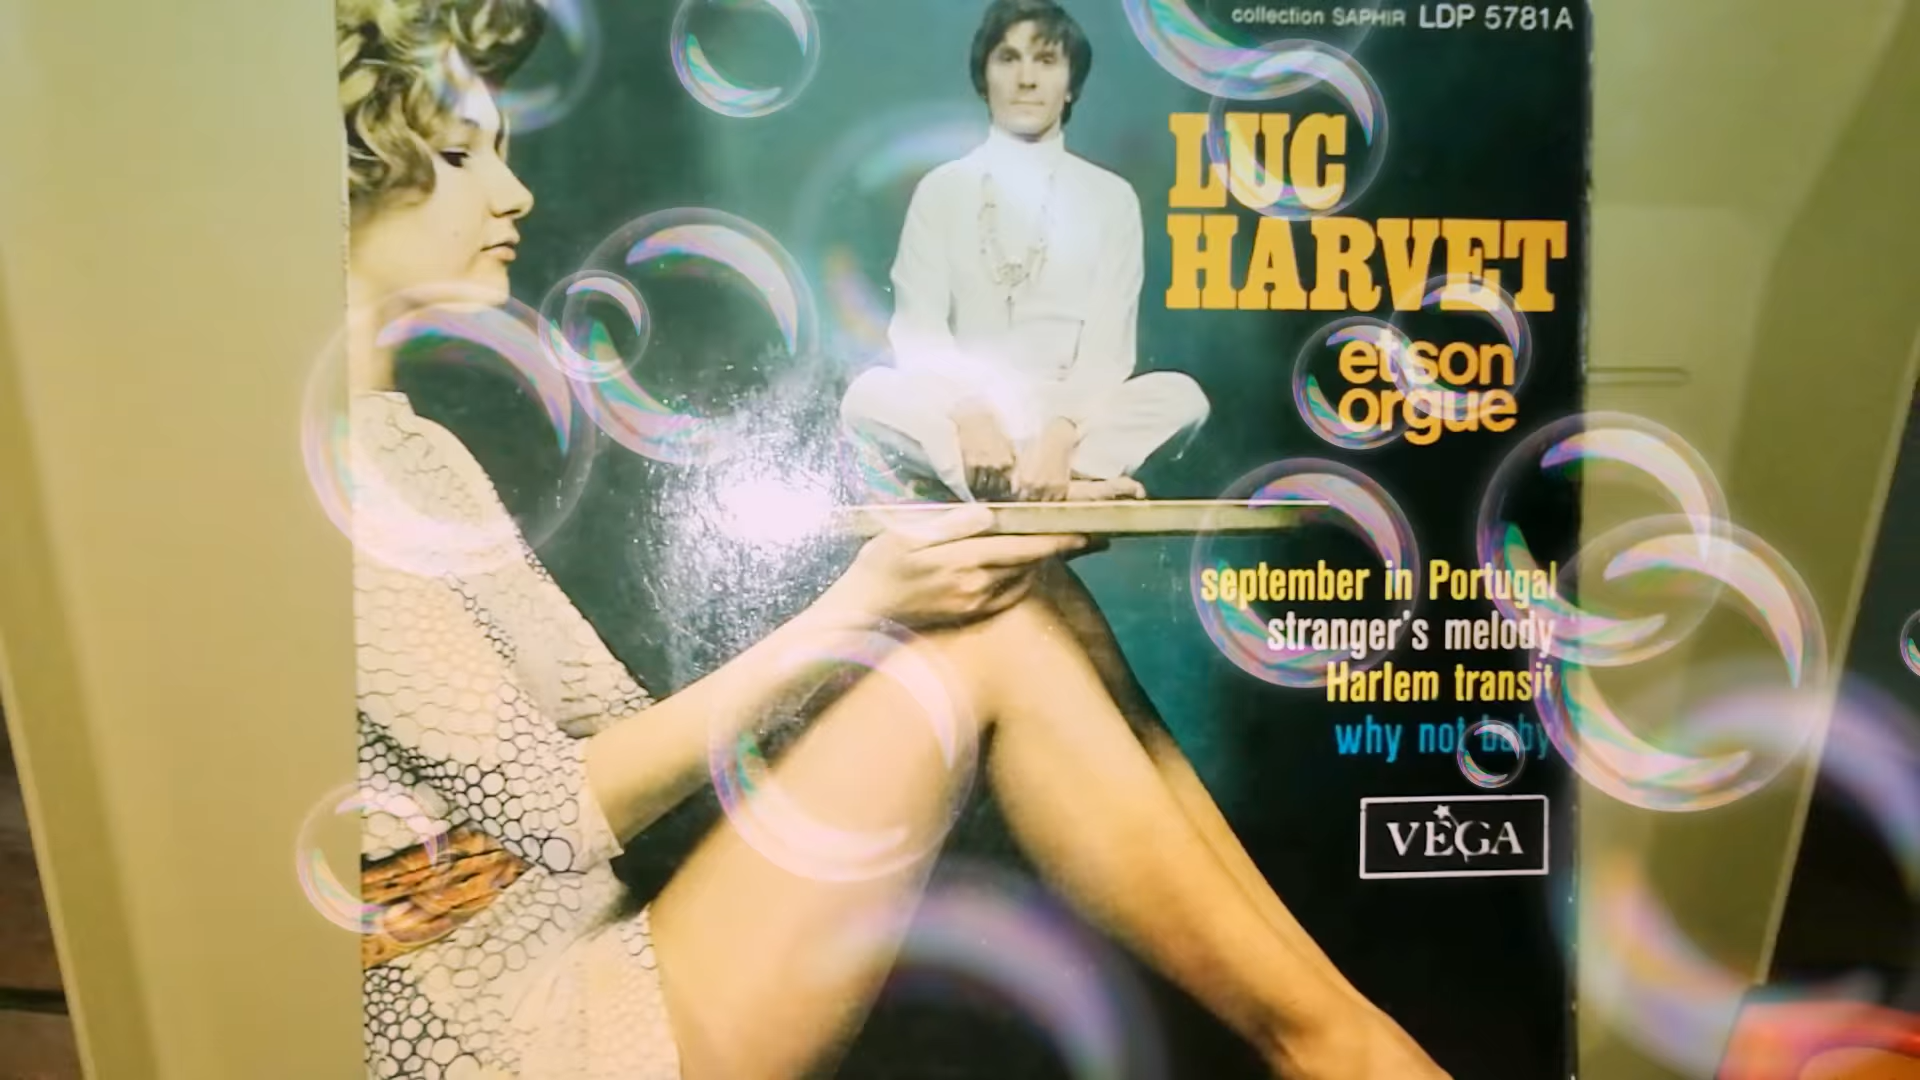 collection SAPHIR LDP 5781A
LUC
HARVET
et son
orgue
september in Portugal
stranger's melody
Harlem transit
why not baby
VEGA